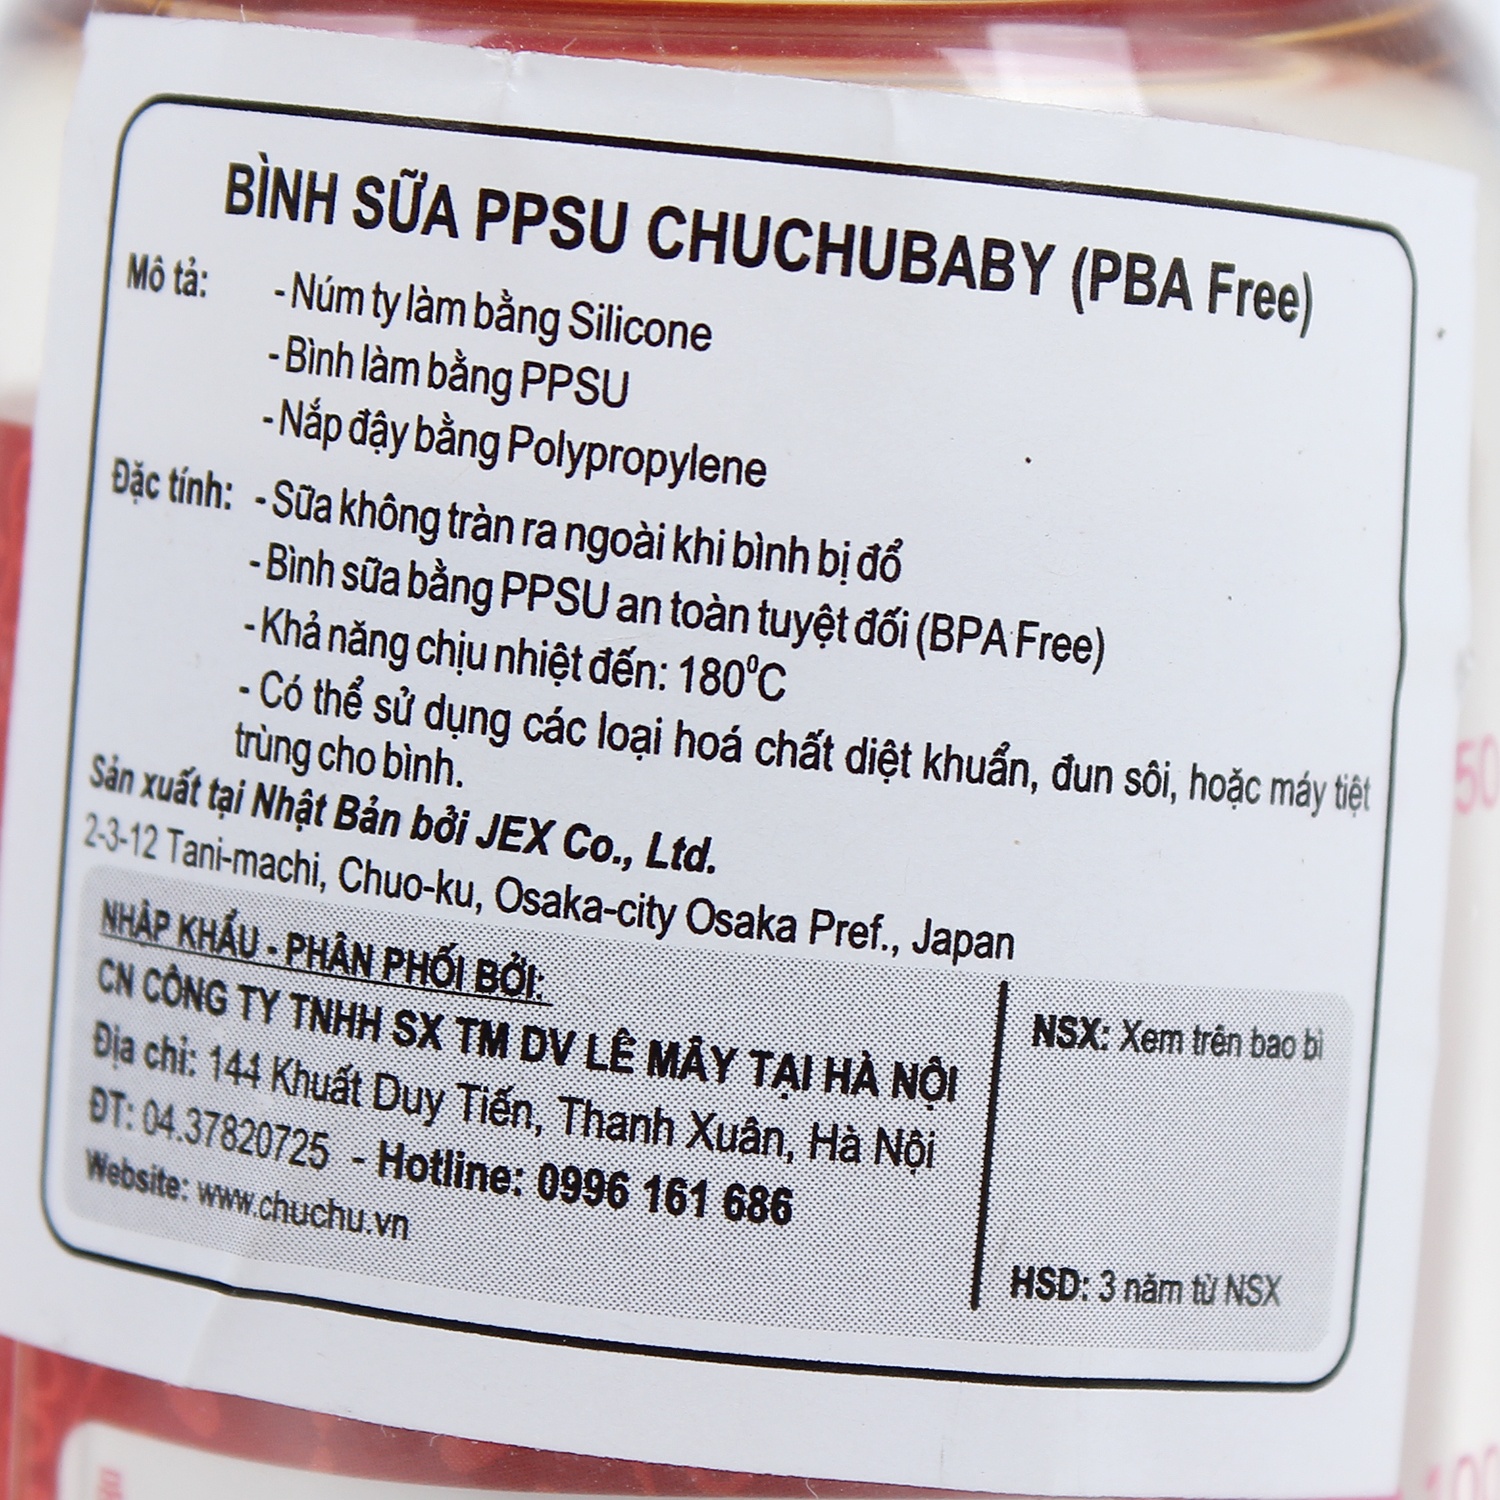 BÌNH SỮA PPSU CHUCHUBABY (PBA Free)
Mô tả: - Núm ty làm bằng Silicone
- Bình làm bằng PPSU
- Nắp đậy bằng Polypropylene
Đặc tính: - Sữa không tràn ra ngoài khi bình bị đổ
- Bình sữa bằng PPSU an toàn tuyệt đối (BPA Free)
- Khả năng chịu nhiệt đến: 180⁰C
- Có thể sử dụng các loại hoá chất diệt khuẩn, đun sôi, hoặc máy tiệt
trùng cho bình.
Sản xuất tại Nhật Bản bởi JEX Co., Ltd.
2-3-12 Tani-machi, Chuo-ku, Osaka-city Osaka Pref., Japan
NHẬP KHẨU - PHÂN PHỐI BỞI:
CN CÔNG TY TNHH SX TM DV LÊ MÂY TẠI HÀ NỘI
Địa chỉ: 144 Khuất Duy Tiến, Thanh Xuân, Hà Nội
ĐT: 04.37820725 - Hotline: 0996 161 686
Website: www.chuchu.vn
NSX: Xem trên bao bì
HSD: 3 năm từ NSX
50
100